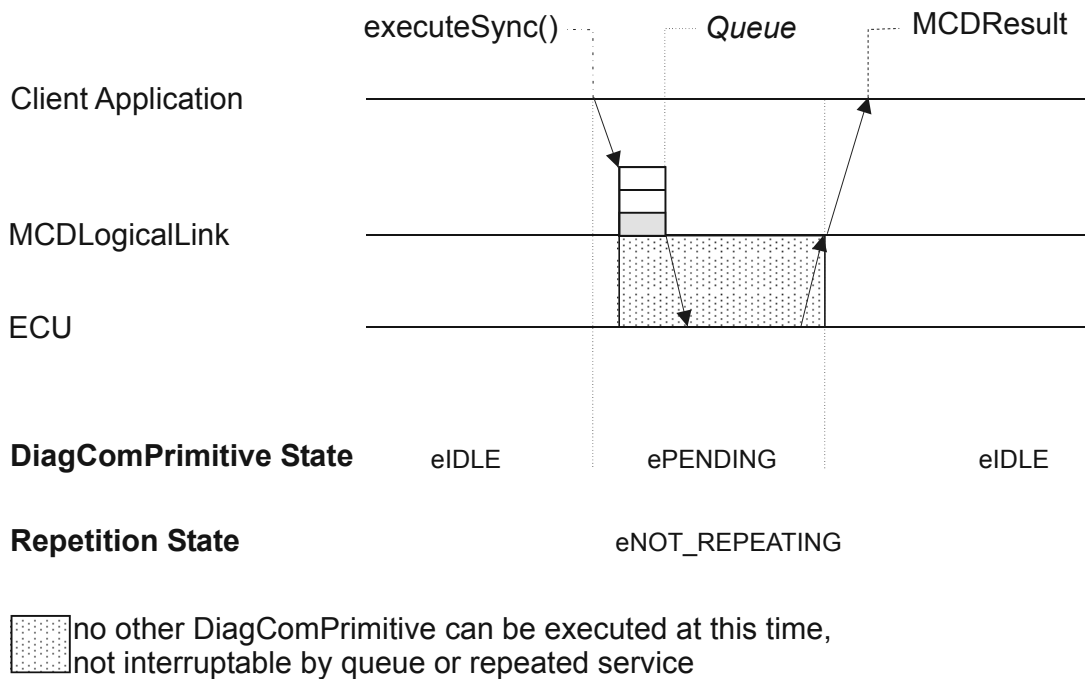 executeSync() Queue MCDResult
Client Application
MCDLogicalLink
ECU
DiagComPrimitive State eIDLE ePENDING eIDLE
Repetition State eNOT_REPEATING
no other DiagComPrimitive can be executed at this time,
not interruptable by queue or repeated service